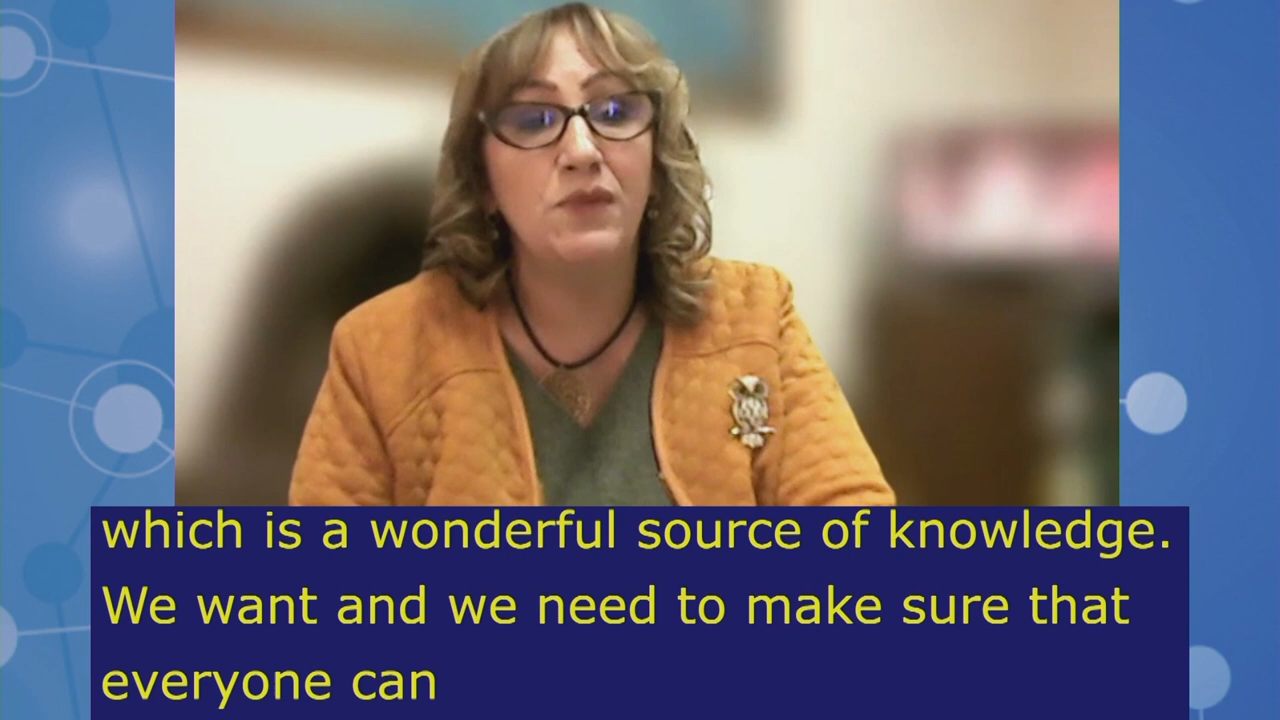 which is a wonderful source of knowledge.
We want and we need to make sure that
everyone can